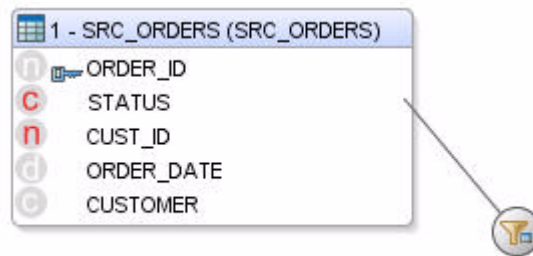 1 - SRC_ORDERS (SRC_ORDERS)
n ORDER_ID
c STATUS
n CUST_ID
d ORDER_DATE
c CUSTOMER